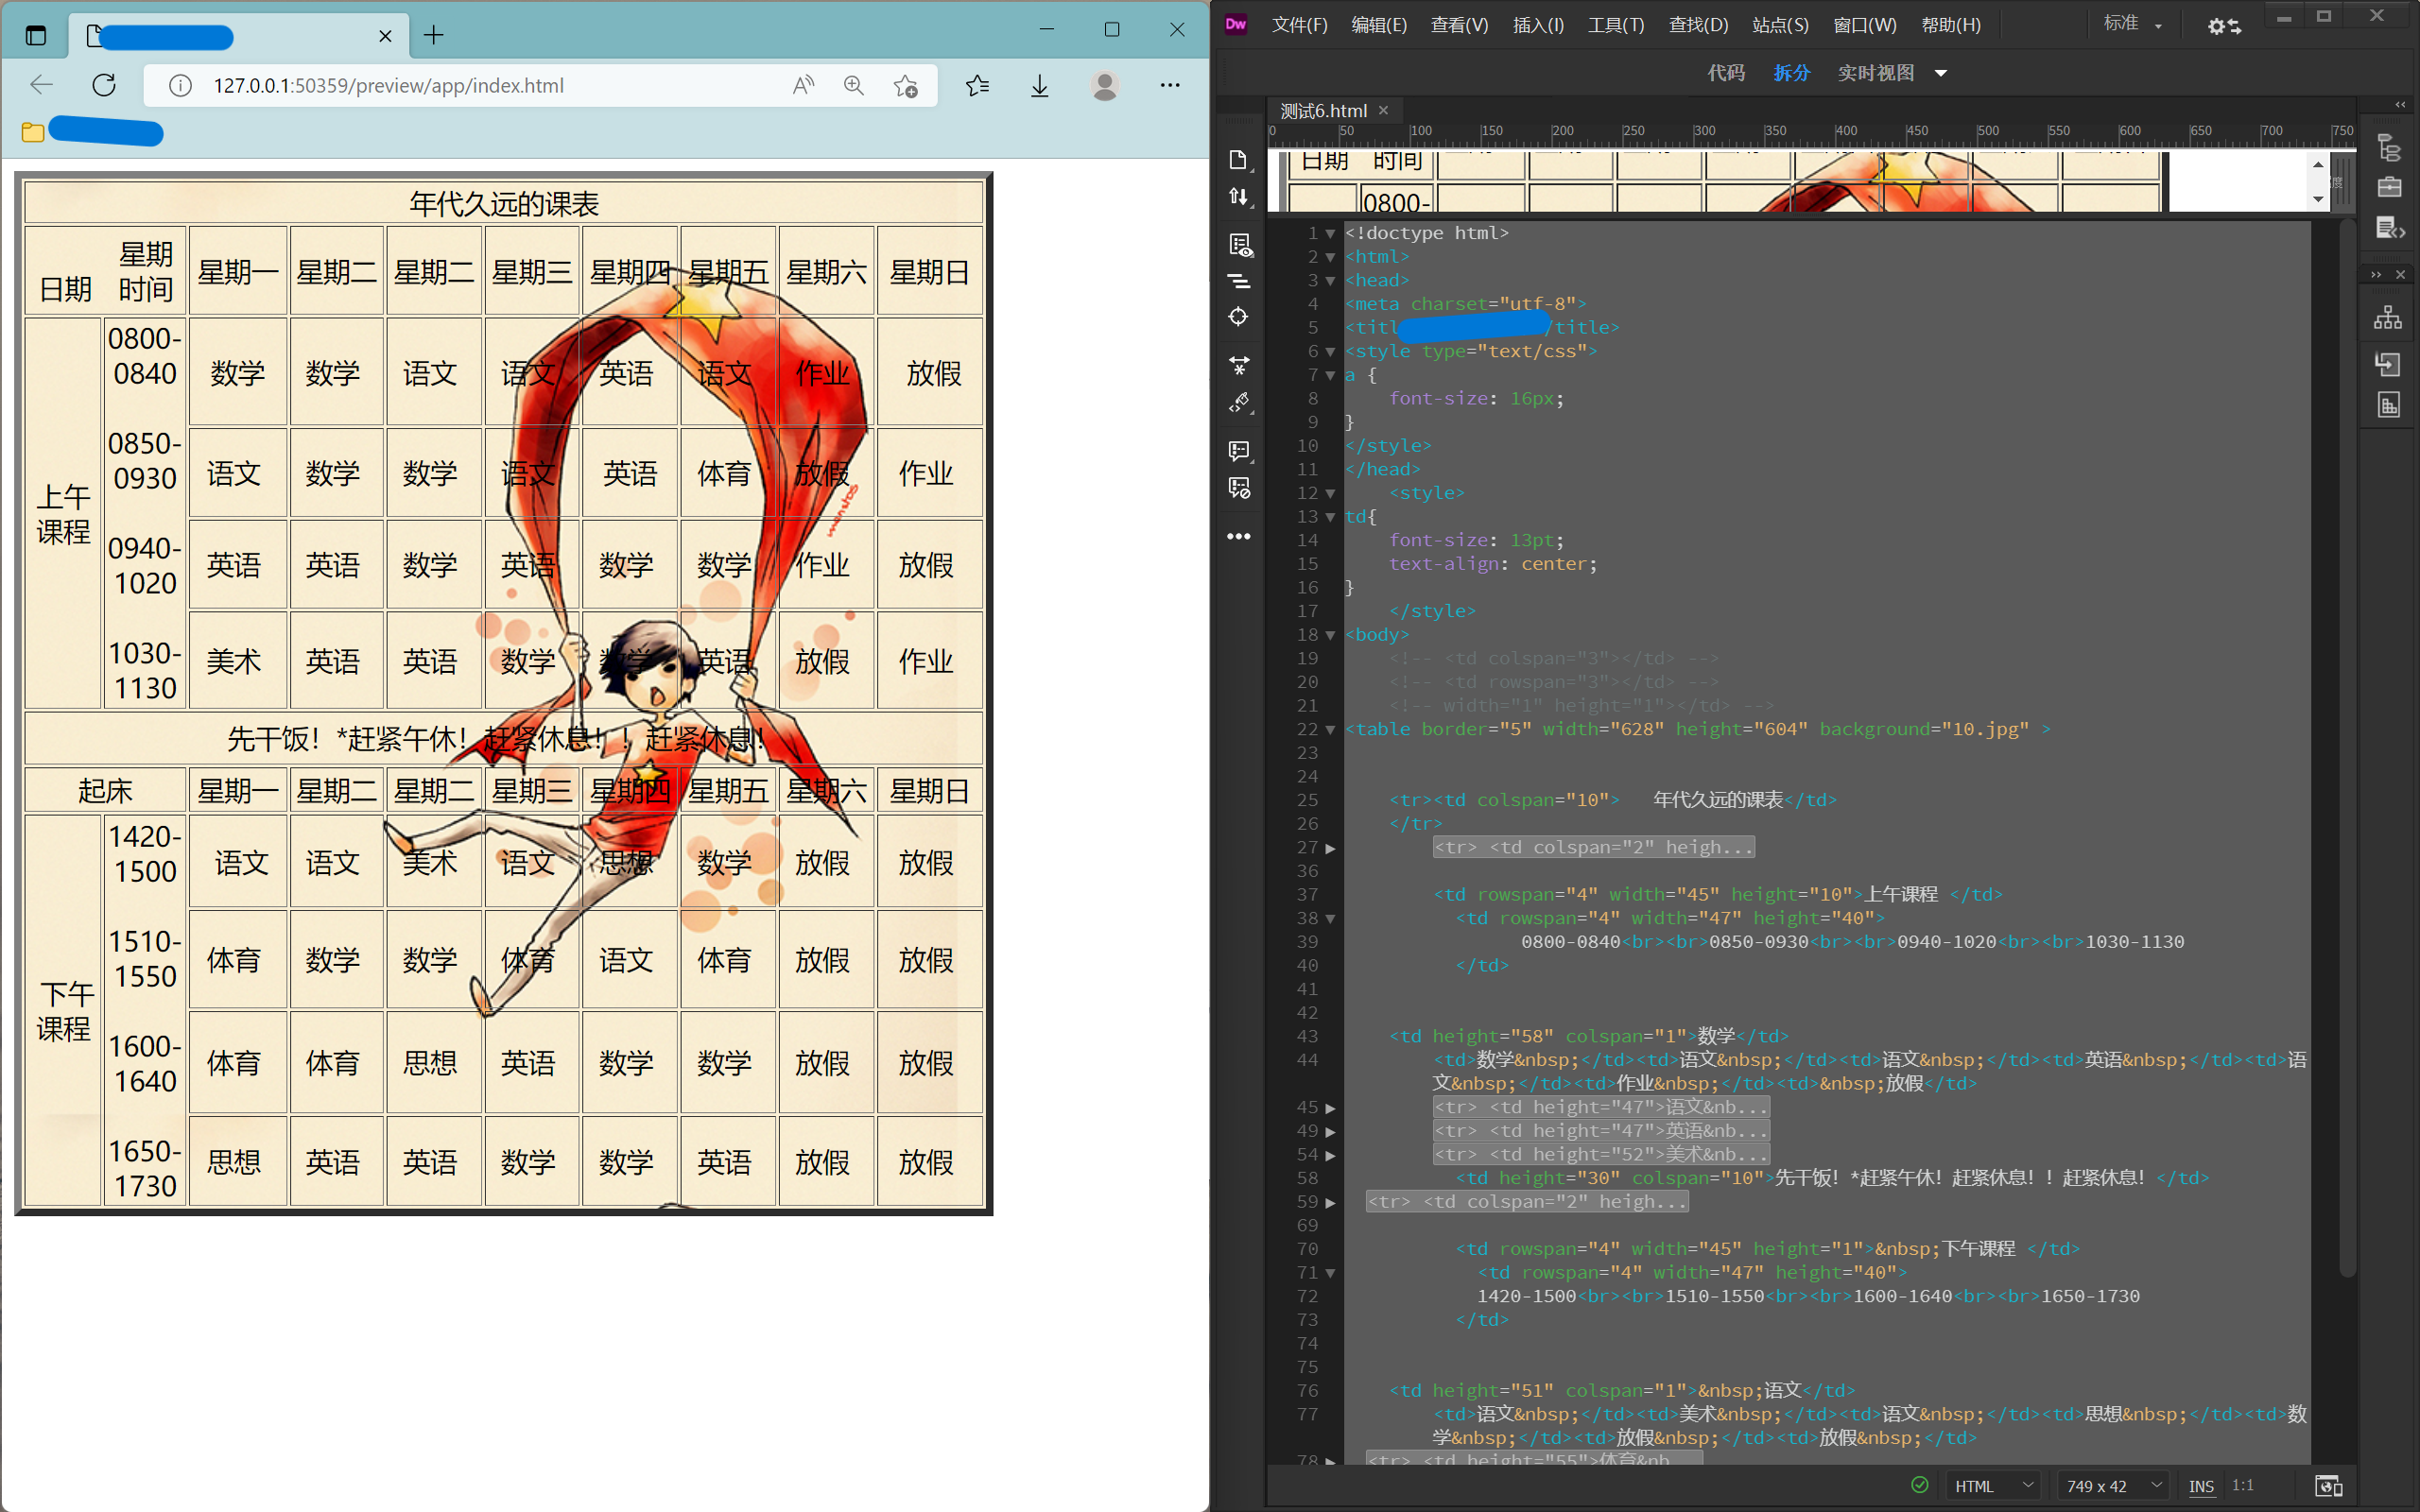 127.0.0.1:50359/preview/app/index.html
年代久远的课表
星期
日期 时间 星期一 星期二 星期二 星期三 星期四 星期五 星期六 星期日
上午
课程
0800-
0840
0850-
0930
0940-
1020
1030-
1130
数学 数学 语文 语文 英语 语文 作业 放假
语文 数学 数学 语文 英语 体育 放假 作业
英语 英语 数学 英语 数学 数学 作业 放假
美术 英语 英语 数学 数学 英语 放假 作业
先干饭！*赶紧午休！赶紧休息！！赶紧休息！
起床 星期一 星期二 星期二 星期三 星期四 星期五 星期六 星期日
下午
课程
1420-
1500
1510-
1550
1600-
1640
1650-
1730
语文 语文 美术 语文 思想 数学 放假 放假
体育 数学 数学 体育 语文 体育 放假 放假
体育 体育 思想 英语 数学 数学 放假 放假
思想 英语 英语 数学 数学 英语 放假 放假
Dw 文件(F) 编辑(E) 查看(V) 插入(I) 工具(T) 查找(D) 站点(S) 窗口(W) 帮助(H) 标准
代码 拆分 实时视图
测试6.html
0 50 100 150 200 250 300 350 400 450 500 550 600 650 700 750
日期 时间
0800-
1 <!doctype html>
2 <html>
3 <head>
4 <meta charset="utf-8">
5 <titl /title>
6 <style type="text/css">
7 a {
8 font-size: 16px;
9 }
10 </style>
11 </head>
12 <style>
13 td{
14 font-size: 13pt;
15 text-align: center;
16 }
17 </style>
18 <body>
19 <!-- <td colspan="3"></td> -->
20 <!-- <td rowspan="3"></td> -->
21 <!-- width="1" height="1"></td> -->
22 <table border="5" width="628" height="604" background="10.jpg" >
23
24
25 <tr><td colspan="10"> 年代久远的课表</td>
26 </tr>
27 <tr> <td colspan="2" heigh...
36
37 <td rowspan="4" width="45" height="10">上午课程 </td>
38 <td rowspan="4" width="47" height="40">
39 0800-0840<br><br>0850-0930<br><br>0940-1020<br><br>1030-1130
40 </td>
41
42
43 <td height="58" colspan="1">数学</td>
44 <td>数学&nbsp;</td><td>语文&nbsp;</td><td>语文&nbsp;</td><td>英语&nbsp;</td><td>语
文&nbsp;</td><td>作业&nbsp;</td><td>&nbsp;放假</td>
45 <tr> <td height="47">语文&nb...
49 <tr> <td height="47">英语&nb...
54 <tr> <td height="52">美术&nb...
58 <td height="30" colspan="10">先干饭！*赶紧午休！赶紧休息！！赶紧休息！</td>
59 <tr> <td colspan="2" heigh...
69
70 <td rowspan="4" width="45" height="1">&nbsp;下午课程 </td>
71 <td rowspan="4" width="47" height="40">
72 1420-1500<br><br>1510-1550<br><br>1600-1640<br><br>1650-1730
73 </td>
74
75
76 <td height="51" colspan="1">&nbsp;语文</td>
77 <td>语文&nbsp;</td><td>美术&nbsp;</td><td>语文&nbsp;</td><td>思想&nbsp;</td><td>数
学&nbsp;</td><td>放假&nbsp;</td><td>放假&nbsp;</td>
78 <tr> <td height="55">体育&nb...
HTML 749 x 42 INS 1:1